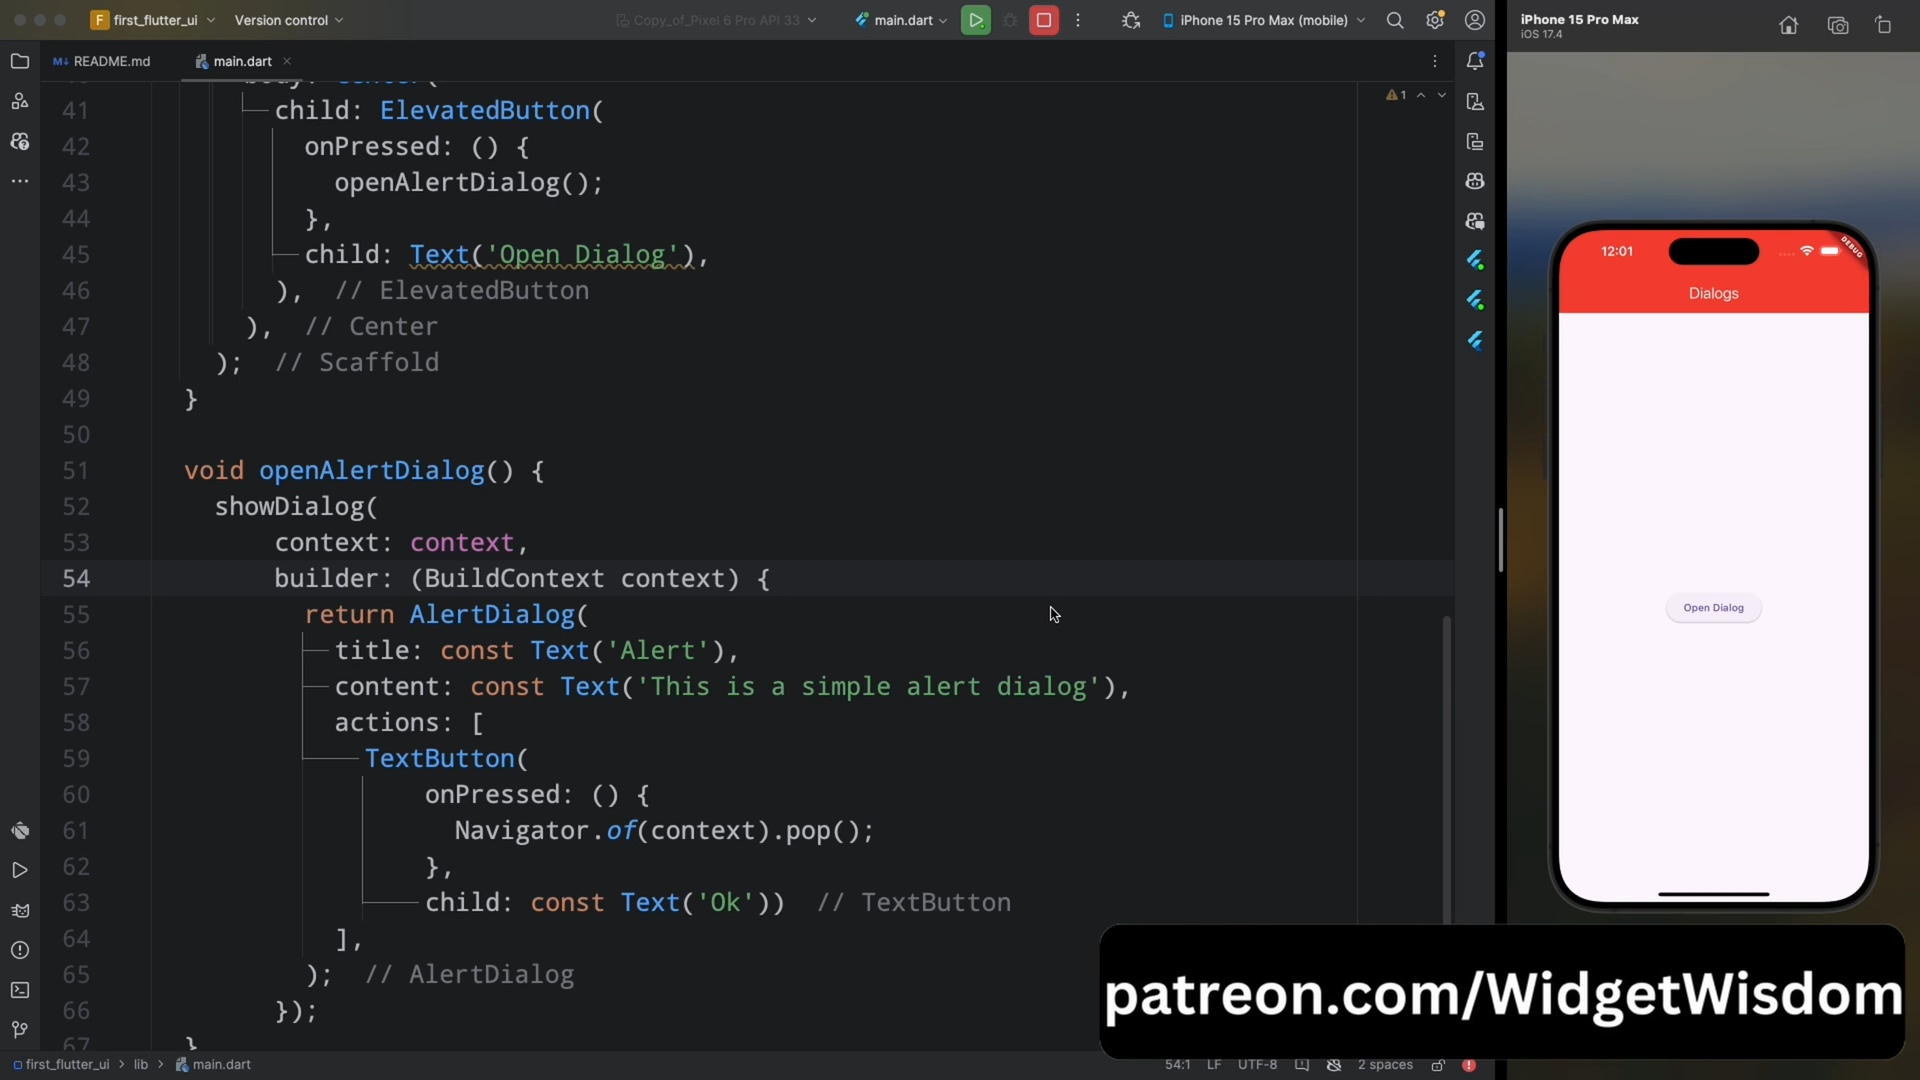 F first_flutter_ui
Version control
Copy_of_Pixel 6 Pro API 33
main.dart
iPhone 15 Pro Max (mobile)
iPhone 15 Pro Max
iOS 17.4
M↓ README.md
main.dart
1
41 child: ElevatedButton(
42 onPressed: () {
43 openAlertDialog();
44 },
45 child: Text('Open Dialog'),
46 ), // ElevatedButton
47 ), // Center
48 ); // Scaffold
49 }
50
51 void openAlertDialog() {
52 showDialog(
53 context: context,
54 builder: (BuildContext context) {
55 return AlertDialog(
56 title: const Text('Alert'),
57 content: const Text('This is a simple alert dialog'),
58 actions: [
59 TextButton(
60 onPressed: () {
61 Navigator.of(context).pop();
62 },
63 child: const Text('Ok')) // TextButton
64 ],
65 ); // AlertDialog
66 });
67 }
12:01
DEBUG
Dialogs
Open Dialog
patreon.com/WidgetWisdom
first_flutter_ui > lib > main.dart
54:1 LF UTF-8 2 spaces